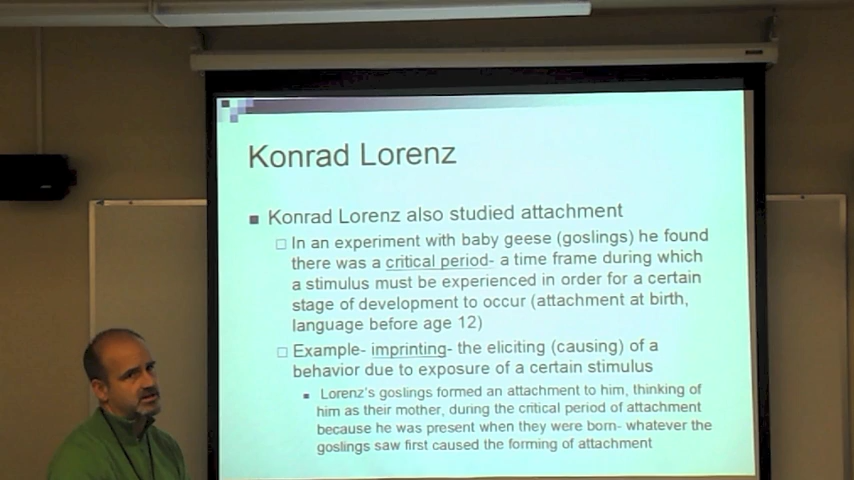 Konrad Lorenz
Konrad Lorenz also studied attachment
In an experiment with baby geese (goslings) he found
there was a critical period- a time frame during which
a stimulus must be experienced in order for a certain
stage of development to occur (attachment at birth,
language before age 12)
Example- imprinting- the eliciting (causing) of a
behavior due to exposure of a certain stimulus
Lorenz's goslings formed an attachment to him, thinking of
him as their mother, during the critical period of attachment
because he was present when they were born- whatever the
goslings saw first caused the forming of attachment